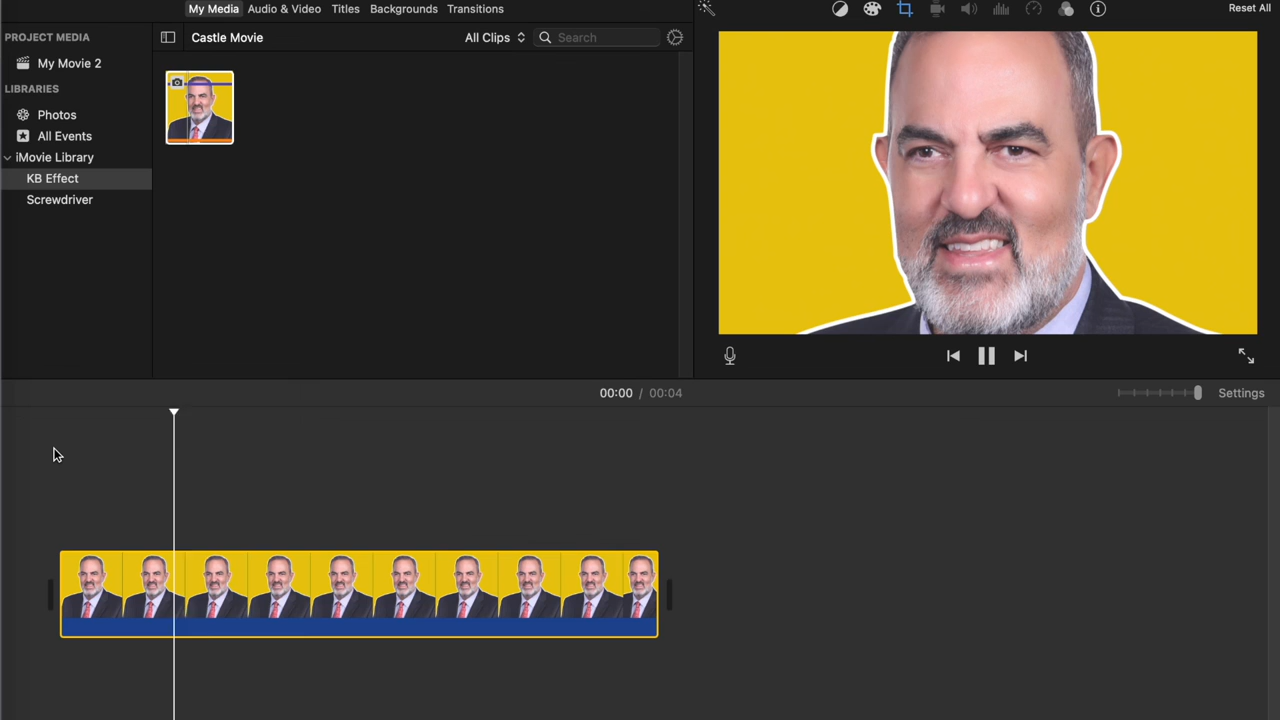 My Media Audio & Video Titles Backgrounds Transitions
Reset All
PROJECT MEDIA
My Movie 2
LIBRARIES
Photos
All Events
iMovie Library
KB Effect
Screwdriver
Castle Movie
All Clips
Search
00:00 / 00:04
Settings